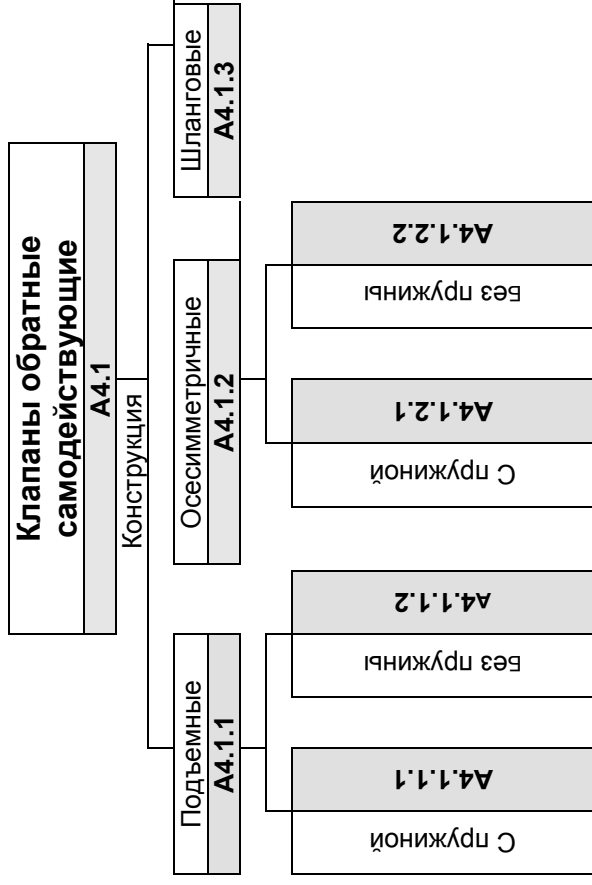 Клапаны обратные
самодействующие
А4.1
Конструкция
Подъемные
А4.1.1
Осесимметричные
А4.1.2
Шланговые
А4.1.3
С пружиной
А4.1.1.1
Без пружины
А4.1.1.2
С пружиной
А4.1.2.1
Без пружины
А4.1.2.2